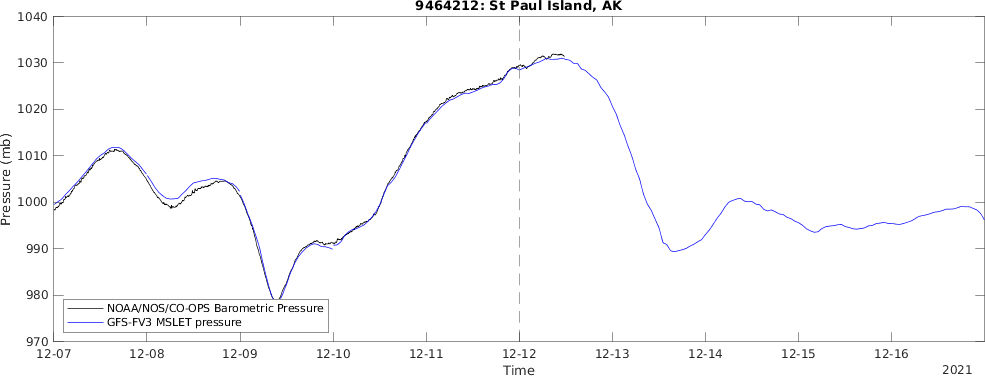 9464212: St Paul Island, AK
1040
1030
1020
1010
1000
990
980
970
Pressure (mb)
NOAA/NOS/CO-OPS Barometric Pressure
GFS-FV3 MSLET pressure
12-07 12-08 12-09 12-10 12-11 12-12 12-13 12-14 12-15 12-16
Time
2021